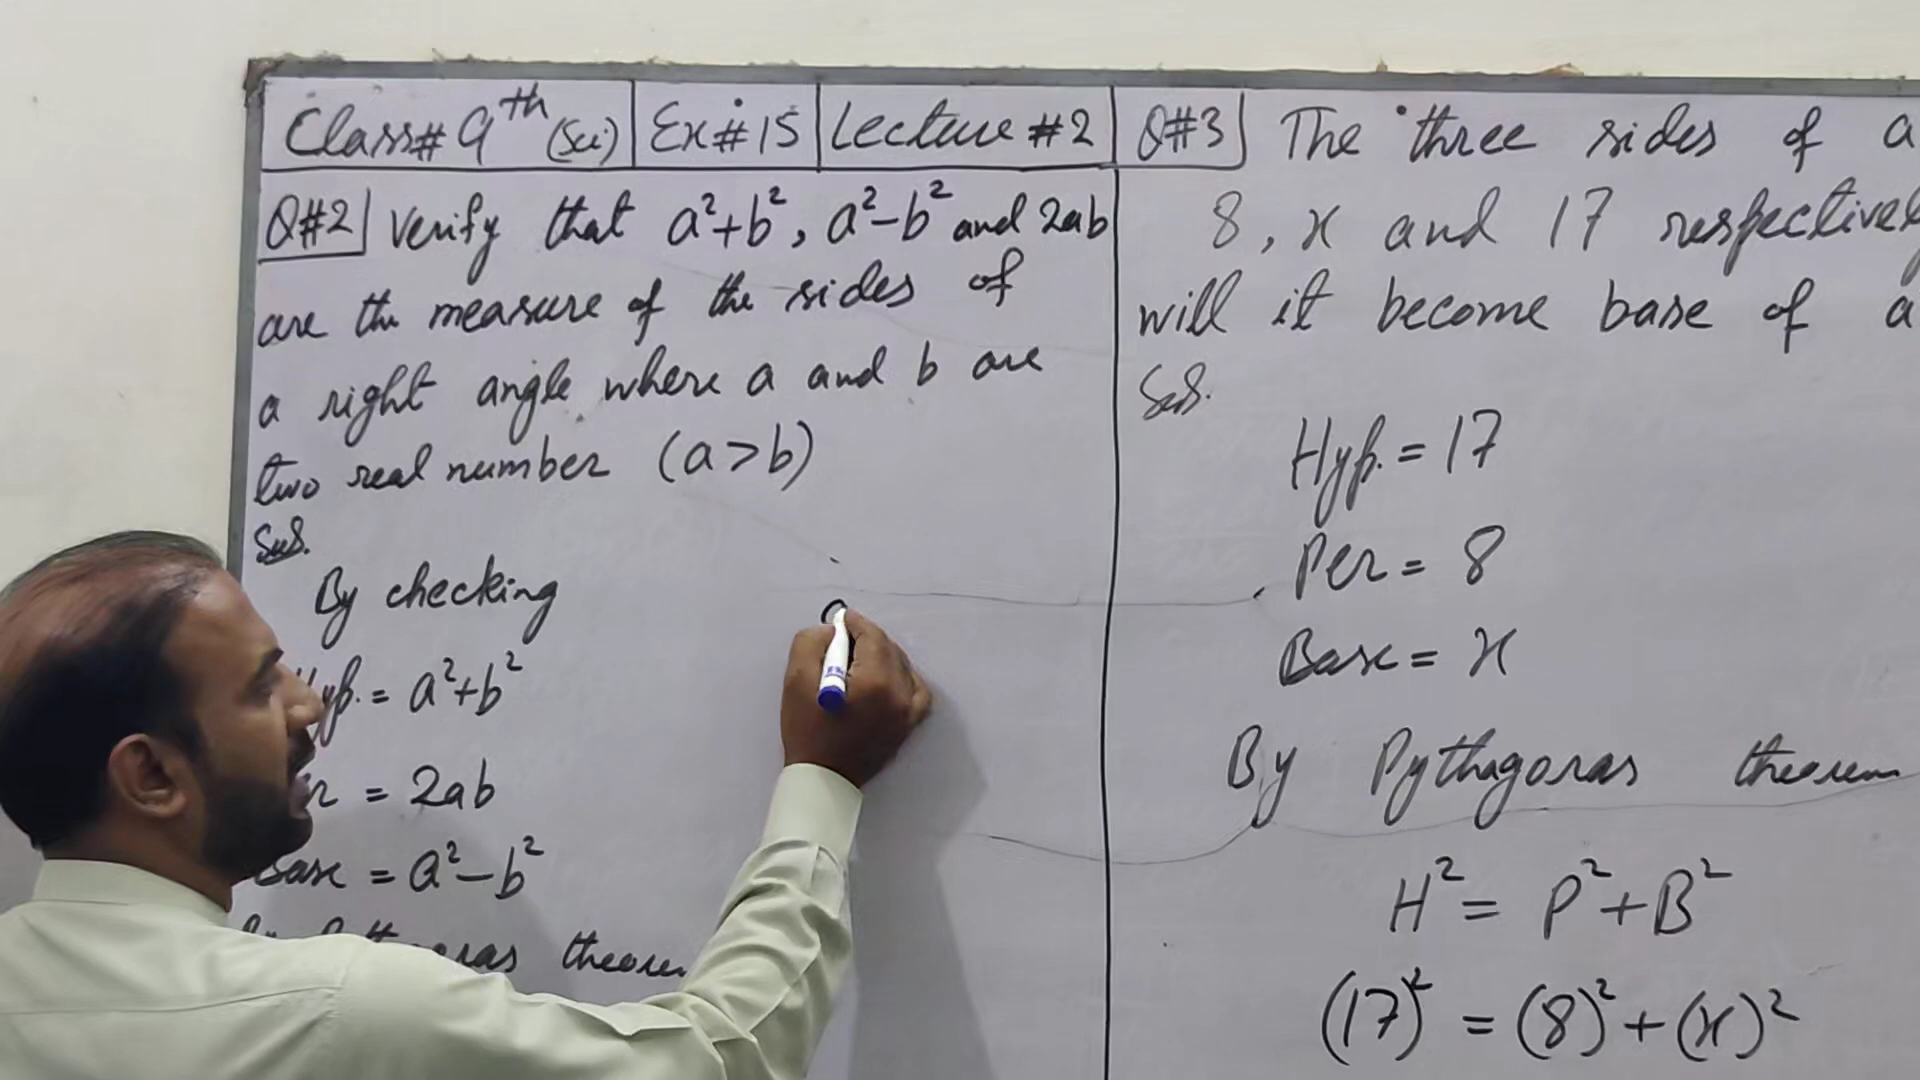 Class# 9th (Sci) Ex#15 Lecture #2
Q#2 Verify that a²+b², a²-b² and 2ab
are the measure of the sides of
a right angle where a and b are
two real number (a>b)
Sol.
By checking
Hyp. = a²+b²
= 2ab
Base = a²-b²
theorem
Q#3 The three sides of a
8, x and 17 respectively
will it become base of a
Sol.
Hyp. = 17
Per = 8
Base = x
By Pythagoras theorem
H² = P²+B²
(17)² = (8)²+(x)²